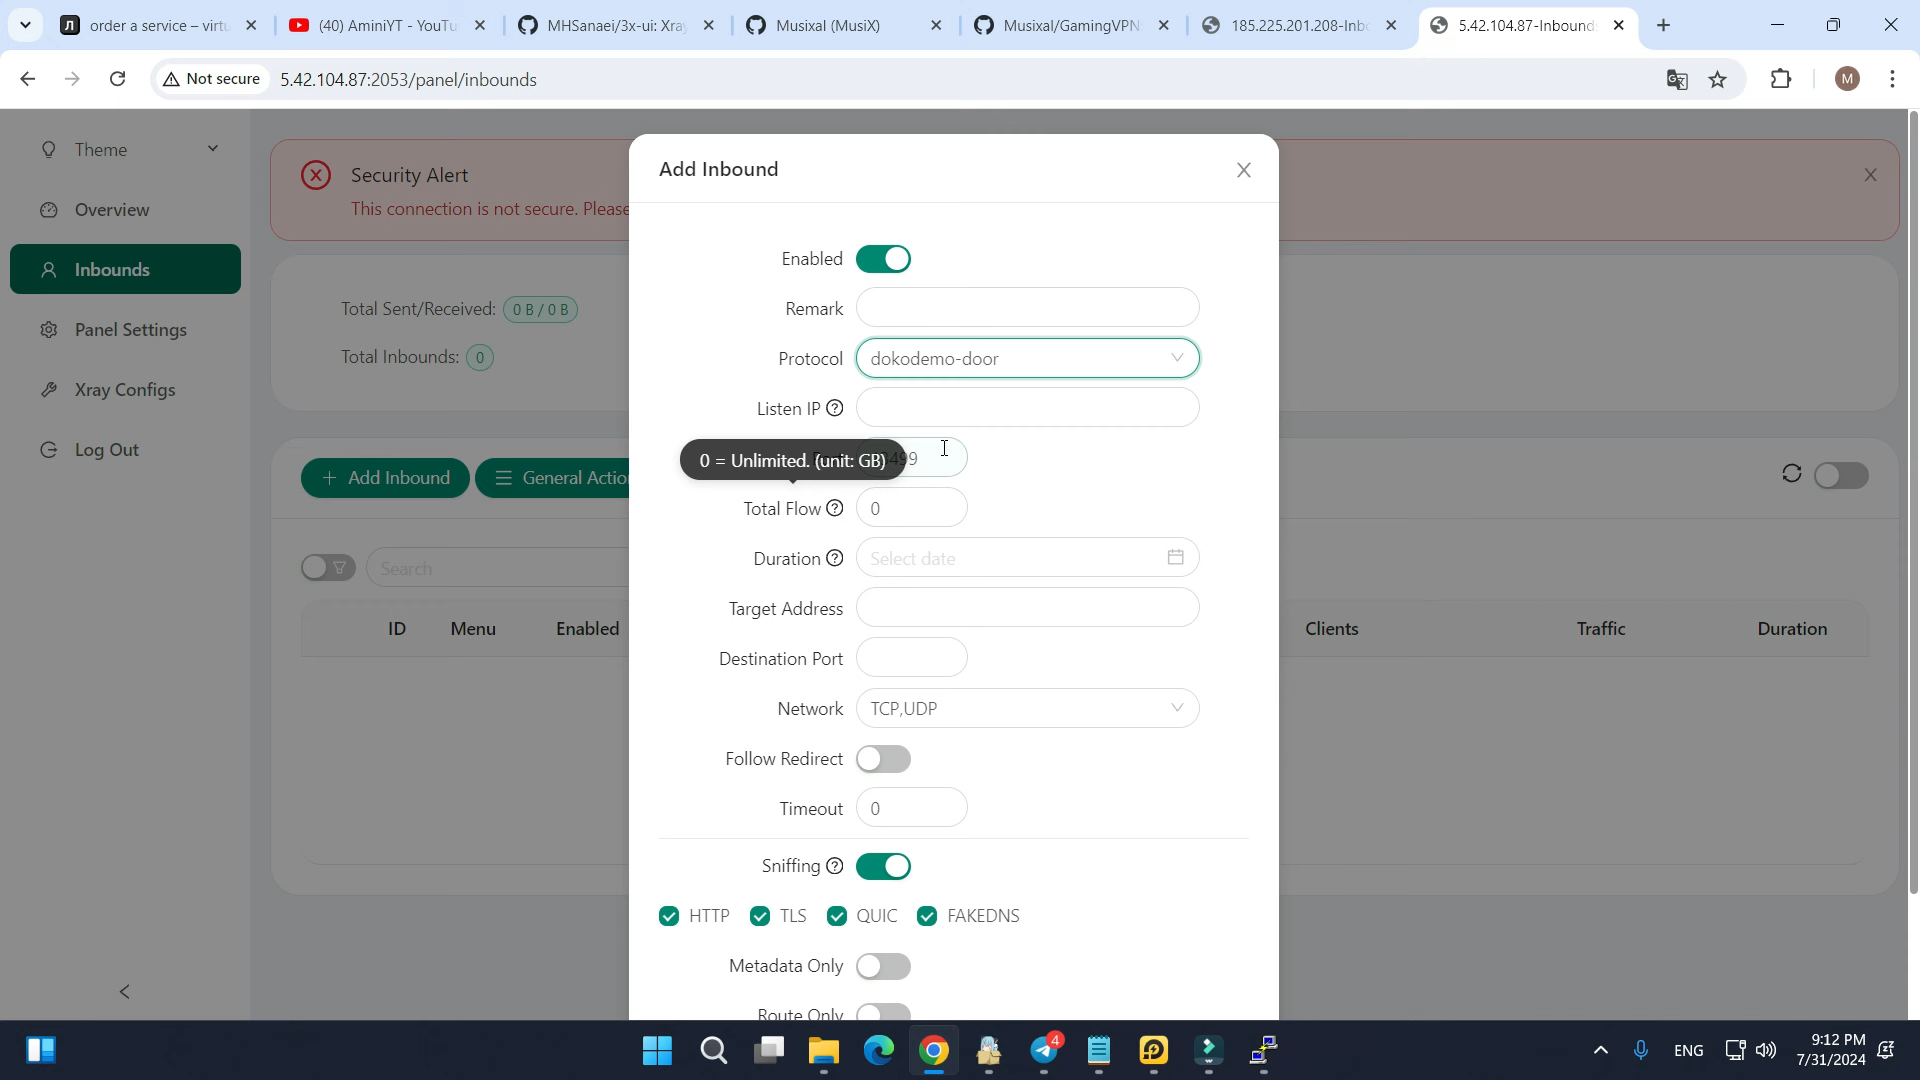 order a service – virtu
(40) AminiYT - YouTu
MHSanaei/3x-ui: Xray
Musixal (MusiX)
Musixal/GamingVPN
185.225.201.208-Inbo
5.42.104.87-Inbounds
Not secure
5.42.104.87:2053/panel/inbounds
M
Theme
Overview
Inbounds
Panel Settings
Xray Configs
Log Out
Security Alert
This connection is not secure. Please
Total Sent/Received:
0 B / 0 B
Total Inbounds:
0
Add Inbound
General Actio
Search
ID
Menu
Enabled
Clients
Traffic
Duration
Add Inbound
Enabled
Remark
Protocol
dokodemo-door
Listen IP
0 = Unlimited. (unit: GB)
499
Total Flow
0
Duration
Select date
Target Address
Destination Port
Network
TCP,UDP
Follow Redirect
Timeout
0
Sniffing
HTTP
TLS
QUIC
FAKEDNS
Metadata Only
Route Only
4
ENG
9:12 PM
7/31/2024